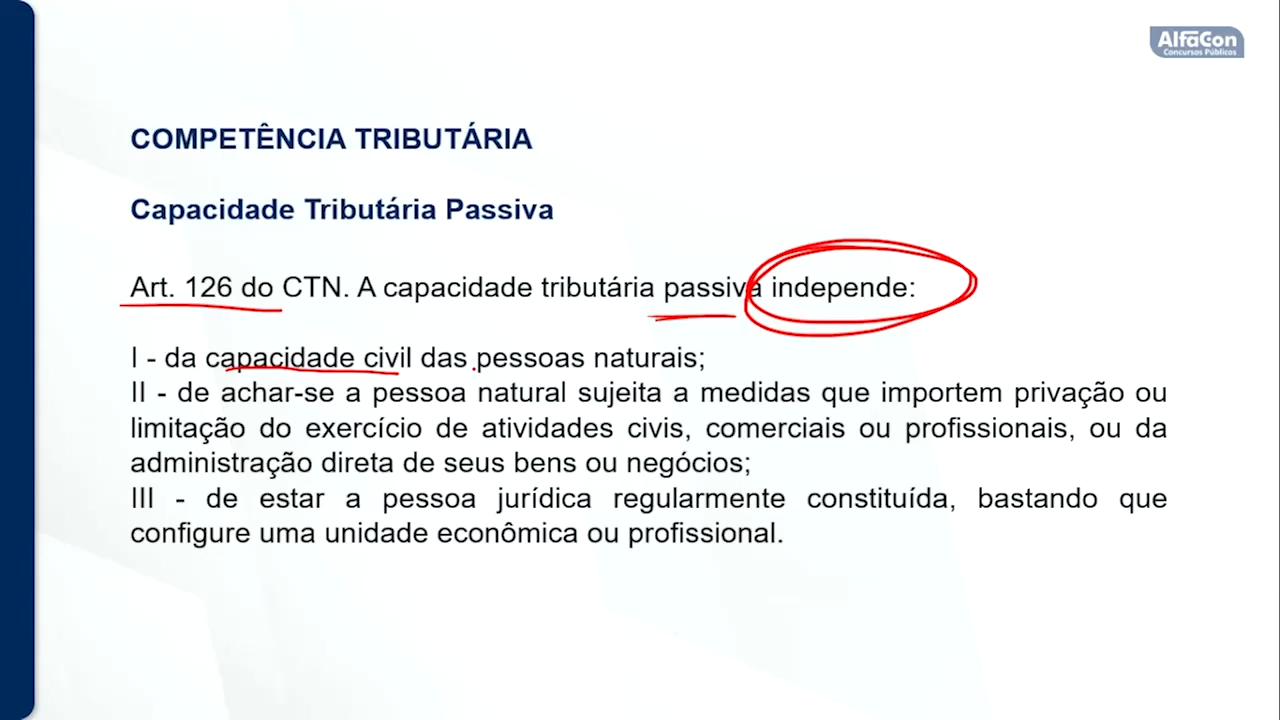 AlfaCon
Concursos Públicos
COMPETÊNCIA TRIBUTÁRIA
Capacidade Tributária Passiva
Art. 126 do CTN. A capacidade tributária passiva independe:
I - da capacidade civil das pessoas naturais;
II - de achar-se a pessoa natural sujeita a medidas que importem privação ou
limitação do exercício de atividades civis, comerciais ou profissionais, ou da
administração direta de seus bens ou negócios;
III - de estar a pessoa jurídica regularmente constituída, bastando que
configure uma unidade econômica ou profissional.